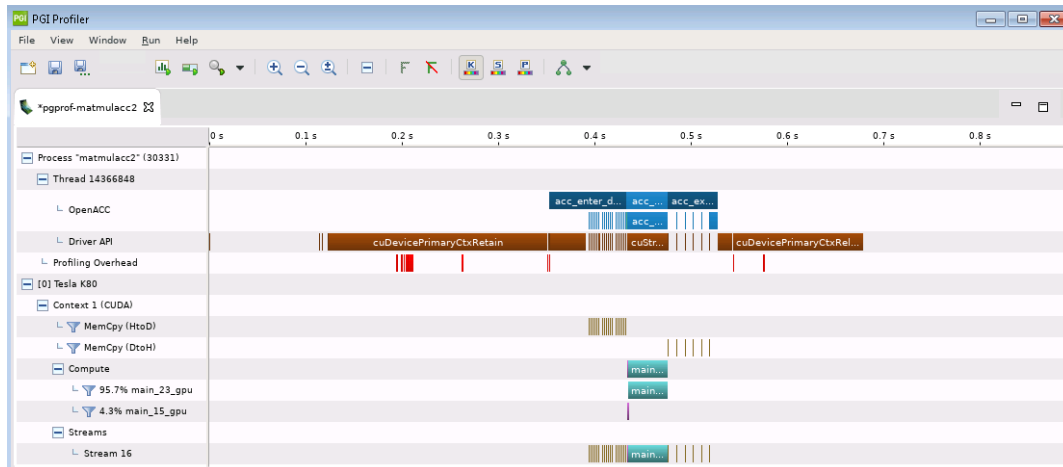 PGI PGI Profiler
File View Window Run Help
F K S P
*pgprof-matmulacc2
0 s 0.1 s 0.2 s 0.3 s 0.4 s 0.5 s 0.6 s 0.7 s 0.8 s
Process "matmulacc2" (30331)
Thread 14366848
OpenACC
acc_enter_d... acc_... acc_ex...
acc_...
Driver API cuDevicePrimaryCtxRetain cuStr... cuDevicePrimaryCtxRel...
Profiling Overhead
[0] Tesla K80
Context 1 (CUDA)
MemCpy (HtoD)
MemCpy (DtoH)
Compute main...
95.7% main_23_gpu main...
4.3% main_15_gpu
Streams
Stream 16 main...